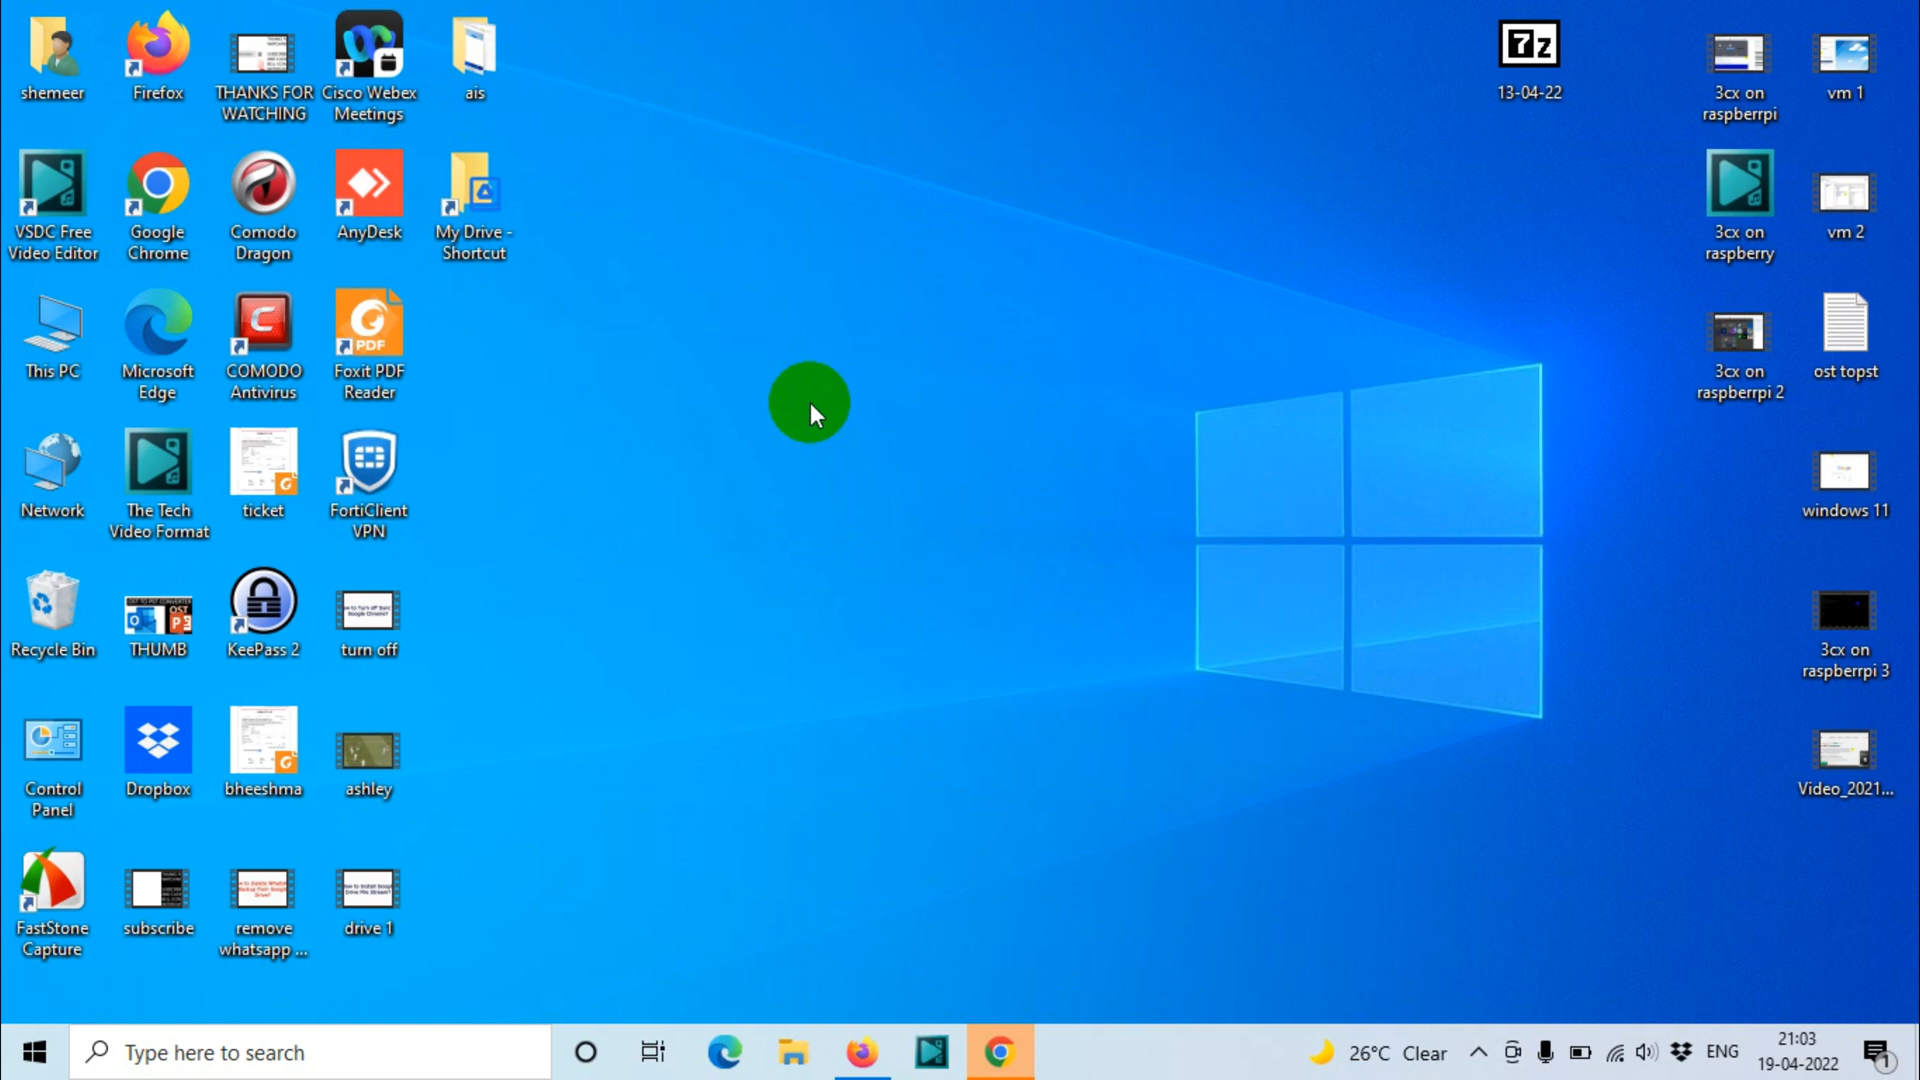 shemeer
Firefox
THANKS FOR
WATCHING
Cisco Webex
Meetings
ais
13-04-22
3cx on
raspberrpi
vm 1
VSDC Free
Video Editor
Google
Chrome
Comodo
Dragon
AnyDesk
My Drive -
Shortcut
3cx on
raspberry
vm 2
This PC
Microsoft
Edge
COMODO
Antivirus
PDF
Foxit PDF
Reader
3cx on
raspberrpi 2
ost topst
Network
The Tech
Video Format
ticket
FortiClient
VPN
windows 11
Recycle Bin
THUMB
KeePass 2
turn off
3cx on
raspberrpi 3
Control
Panel
Dropbox
bheeshma
ashley
Video_2021...
FastStone
Capture
subscribe
remove
whatsapp ...
drive 1
Type here to search
26°C Clear
ENG
21:03
19-04-2022
1